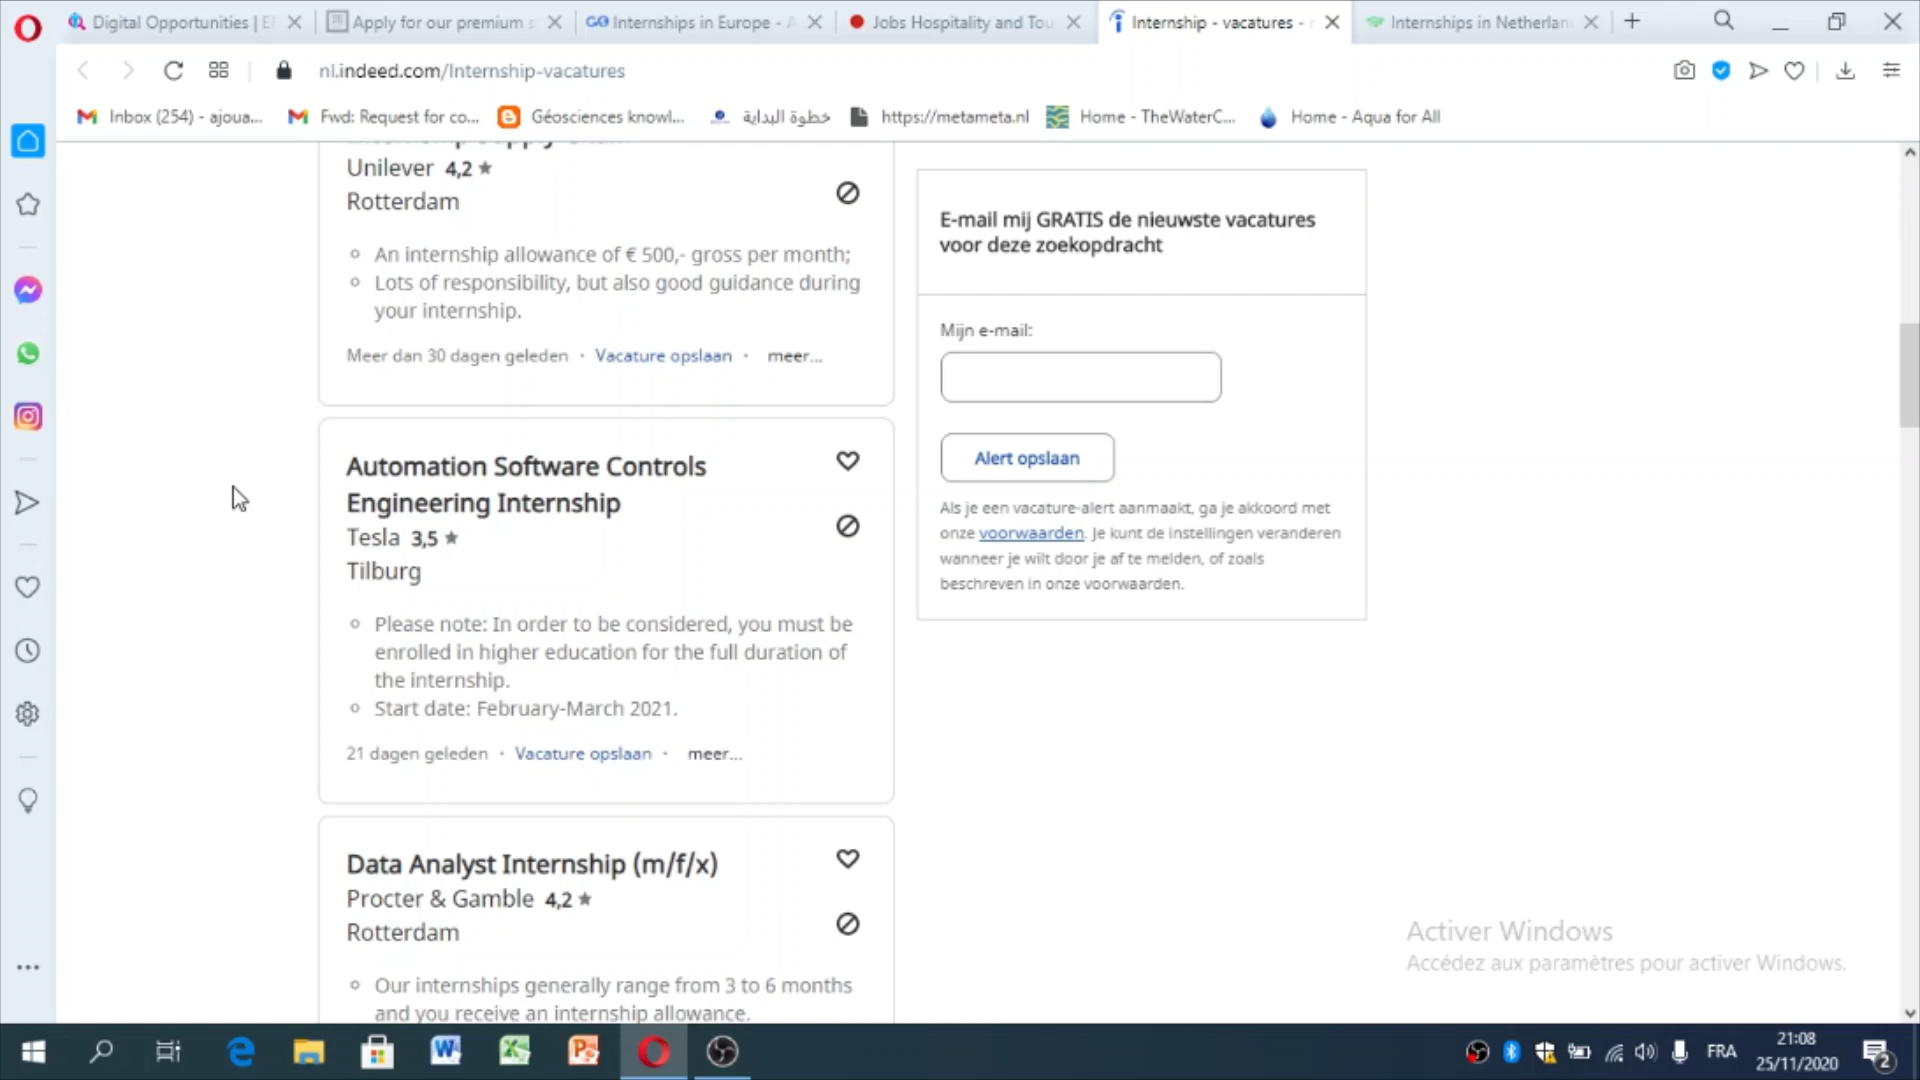 Digital Opportunities | E
Apply for our premium s
Internships in Europe - A
Jobs Hospitality and Tou
Internship - vacatures -
Internships in Netherlan
nl.indeed.com/Internship-vacatures
Inbox (254) - ajoua...
Fwd: Request for co...
Géosciences knowl...
خطوة البداية
https://metameta.nl
Home - TheWaterC...
Home - Aqua for All
Unilever 4,2
Rotterdam
An internship allowance of € 500,- gross per month;
Lots of responsibility, but also good guidance during
your internship.
Meer dan 30 dagen geleden · Vacature opslaan · meer...
Automation Software Controls
Engineering Internship
Tesla 3,5
Tilburg
Please note: In order to be considered, you must be
enrolled in higher education for the full duration of
the internship.
Start date: February-March 2021.
21 dagen geleden · Vacature opslaan · meer...
Data Analyst Internship (m/f/x)
Procter & Gamble 4,2
Rotterdam
Our internships generally range from 3 to 6 months
and you receive an internship allowance.
E-mail mij GRATIS de nieuwste vacatures
voor deze zoekopdracht
Mijn e-mail:
Alert opslaan
Als je een vacature-alert aanmaakt, ga je akkoord met
onze voorwaarden. Je kunt de instellingen veranderen
wanneer je wilt door je af te melden, of zoals
beschreven in onze voorwaarden.
Activer Windows
Accédez aux paramètres pour activer Windows.
FRA
21:08
25/11/2020
2